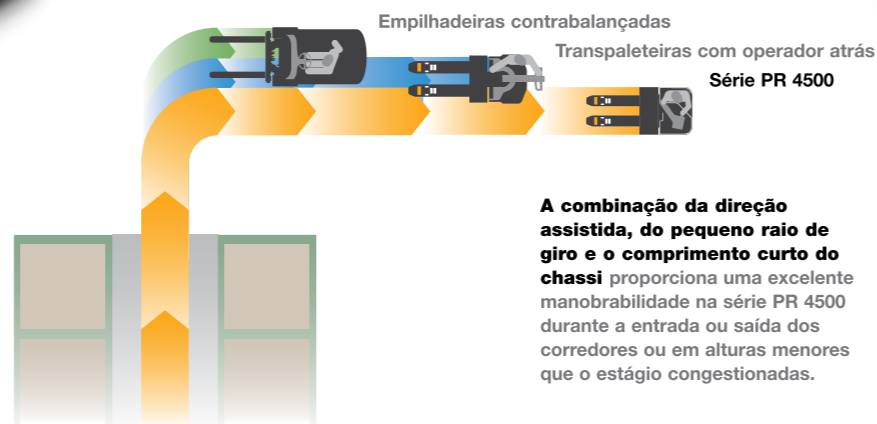 Empilhadeiras contrabalançadas
Transpaleteiras com operador atrás
Série PR 4500
A combinação da direção
assistida, do pequeno raio de
giro e o comprimento curto do
chassi proporciona uma excelente
manobrabilidade na série PR 4500
durante a entrada ou saída dos
corredores ou em alturas menores
que o estágio congestionadas.